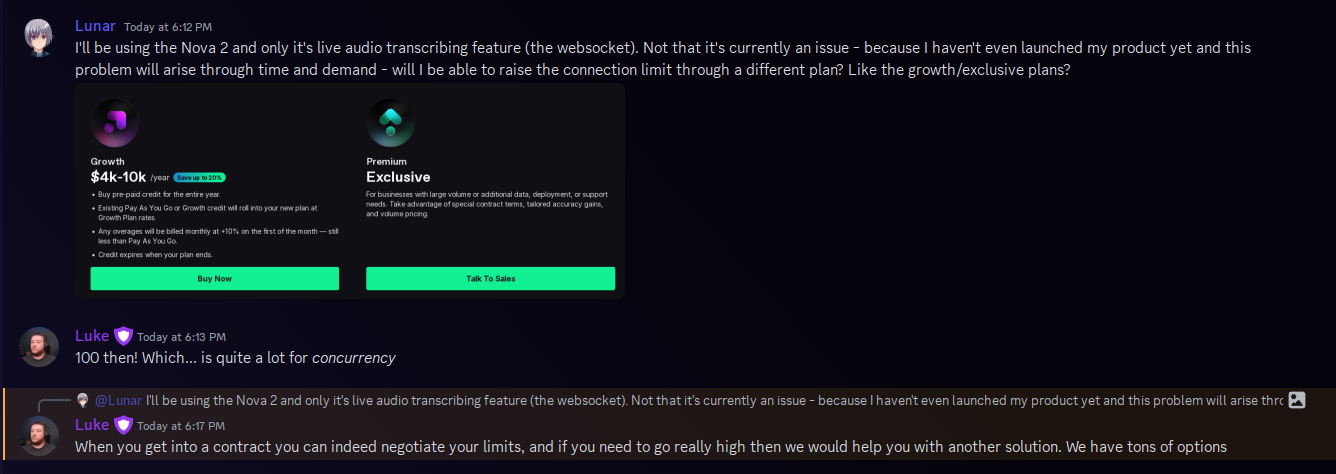 Lunar Today at 6:12 PM
I'll be using the Nova 2 and only it's live audio transcribing feature (the websocket). Not that it's currently an issue - because I haven't even launched my product yet and this
problem will arise through time and demand - will I be able to raise the connection limit through a different plan? Like the growth/exclusive plans?
Growth
$4k-10k /year Save up to 20%
• Buy pre-paid credit for the entire year.
• Existing Pay As You Go or Growth credit will roll into your new plan at
Growth Plan rates.
• Any overages will be billed monthly at +10% on the first of the month — still
less than Pay As You Go.
• Credit expires when your plan ends.
Buy Now
Premium
Exclusive
For businesses with large volume or additional data, deployment, or support
needs. Take advantage of special contract terms, tailored accuracy gains,
and volume pricing.
Talk To Sales
Luke Today at 6:13 PM
100 then! Which... is quite a lot for concurrency
@Lunar I'll be using the Nova 2 and only it's live audio transcribing feature (the websocket). Not that it's currently an issue - because I haven't even launched my product yet and this problem will arise thrc
Luke Today at 6:17 PM
When you get into a contract you can indeed negotiate your limits, and if you need to go really high then we would help you with another solution. We have tons of options